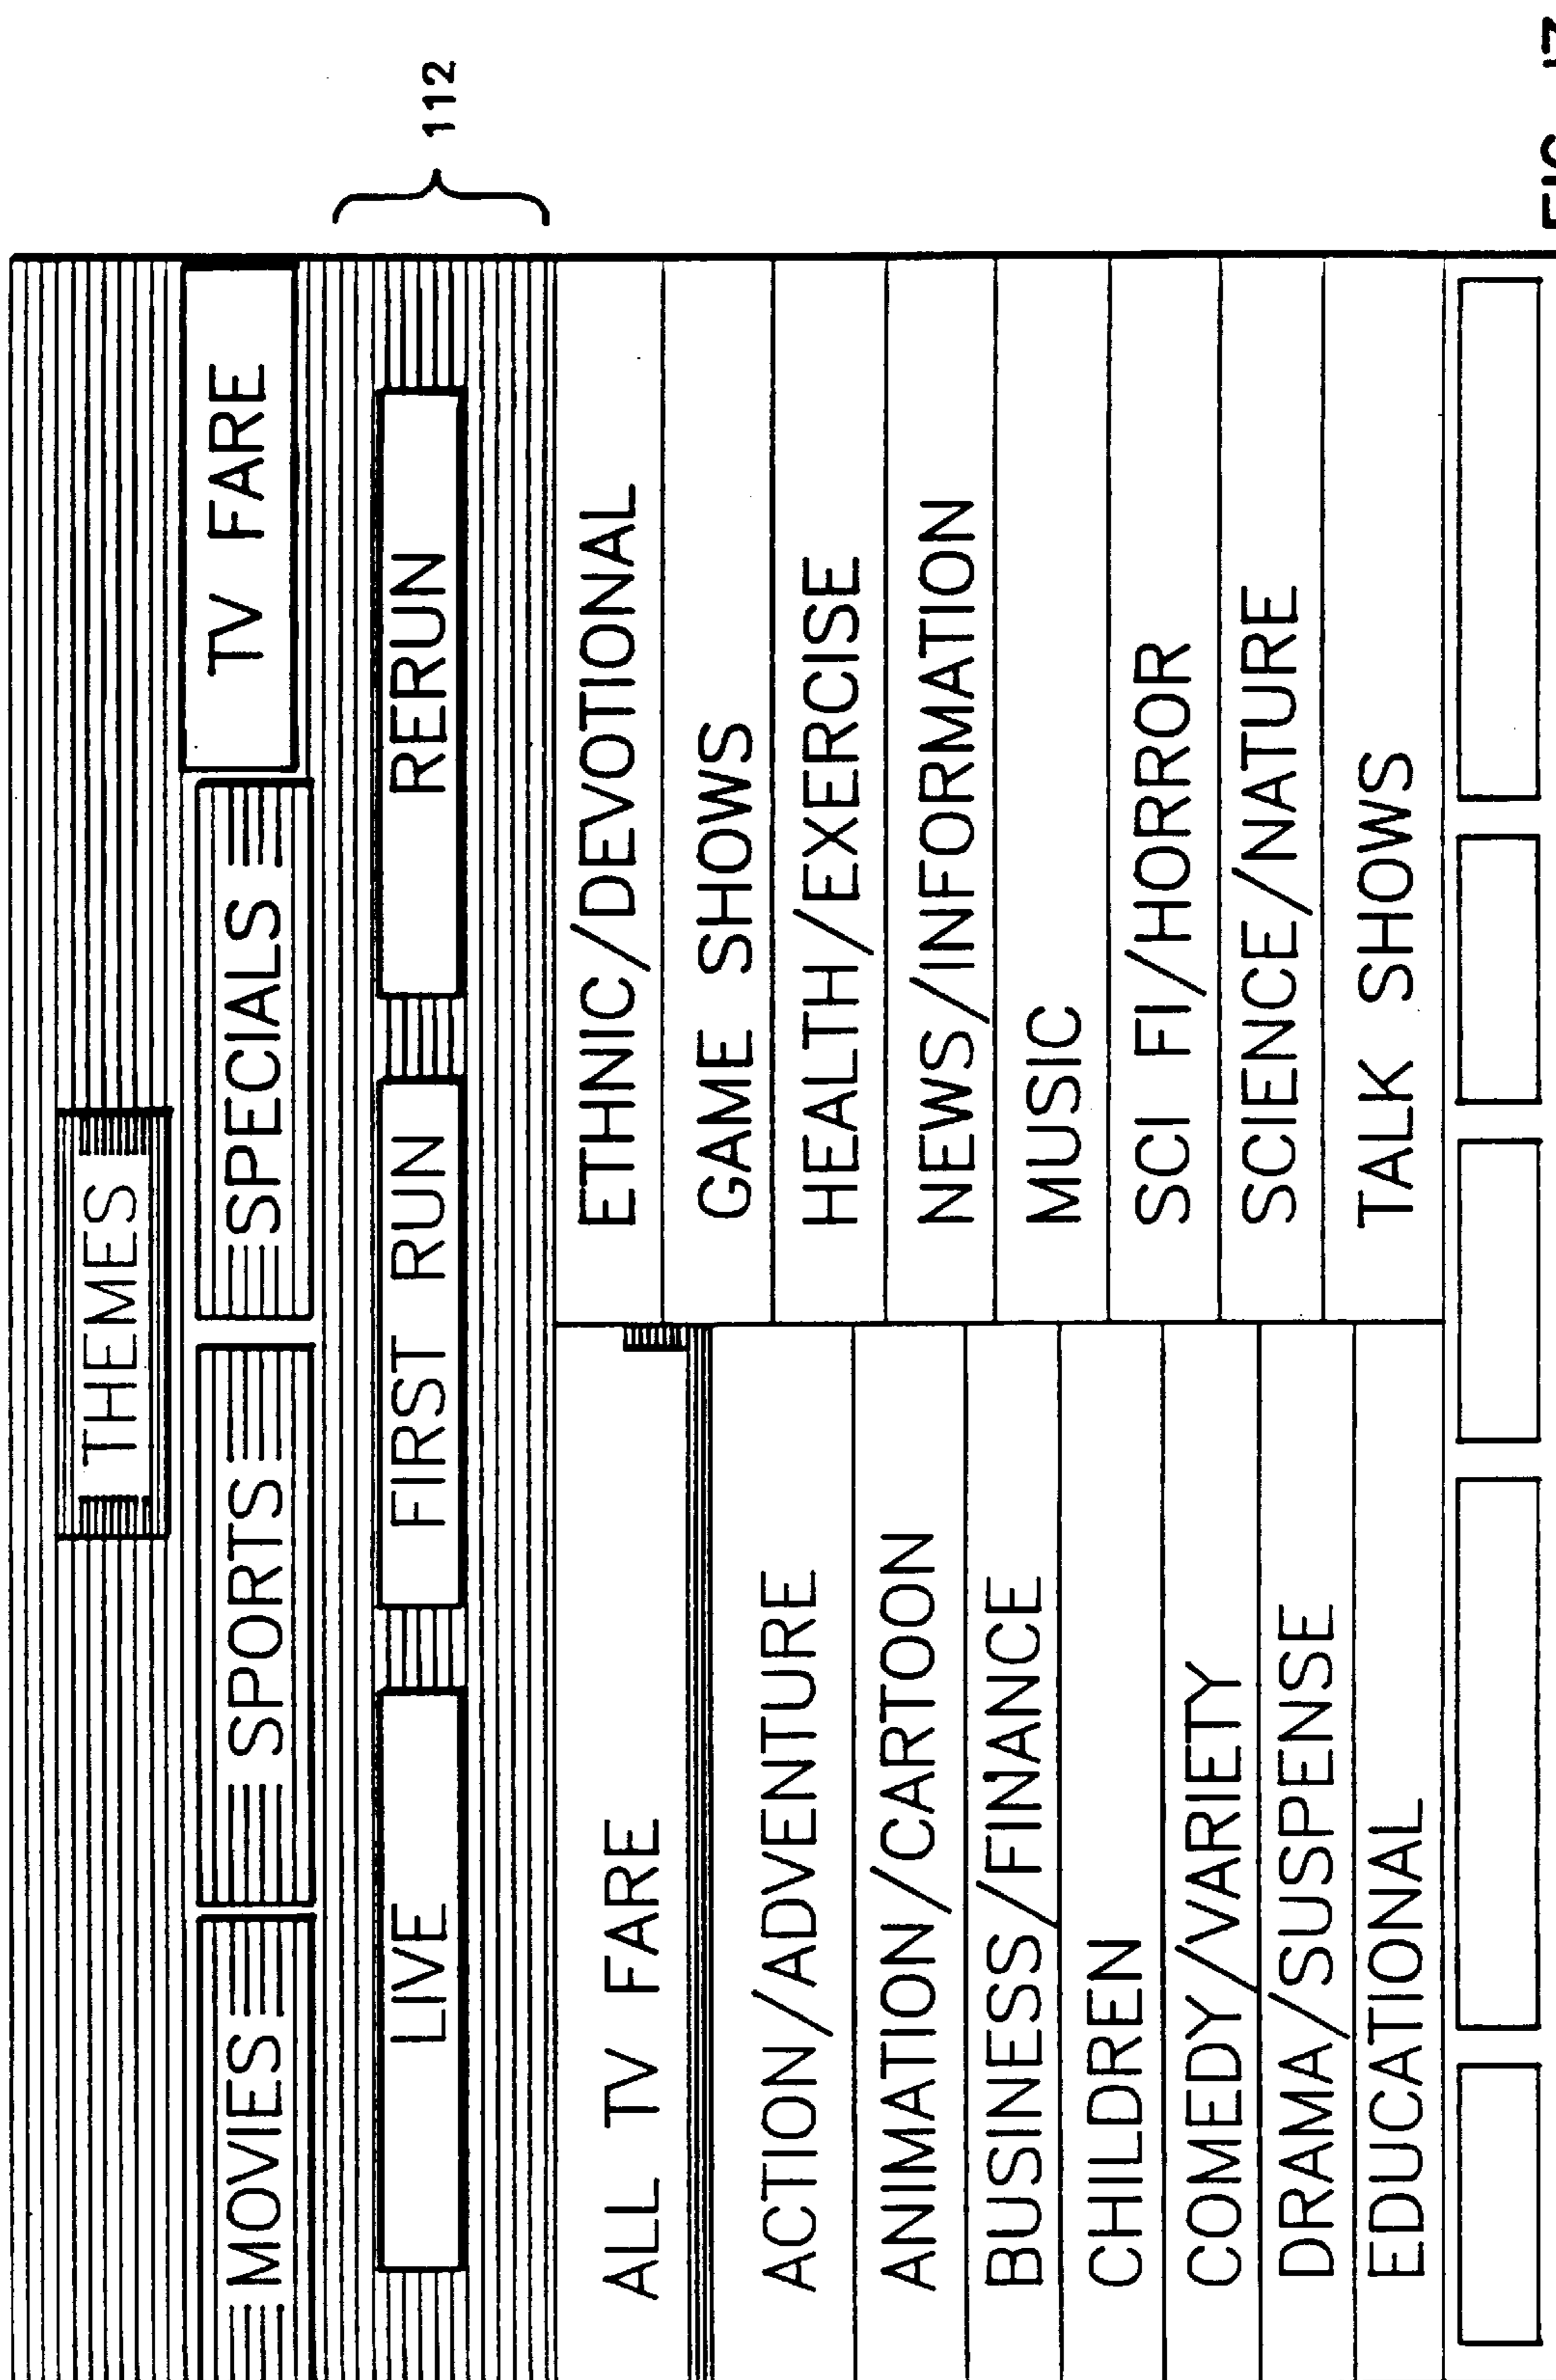 THEMES
MOVIES SPORTS SPECIALS TV FARE
LIVE FIRST RUN RERUN
112
ALL TV FARE
ACTION/ADVENTURE
ANIMATION/CARTOON
BUSINESS/FINANCE
CHILDREN
COMEDY/VARIETY
DRAMA/SUSPENSE
EDUCATIONAL
ETHNIC/DEVOTIONAL
GAME SHOWS
HEALTH/EXERCISE
NEWS/INFORMATION
MUSIC
SCI FI/HORROR
SCIENCE/NATURE
TALK SHOWS